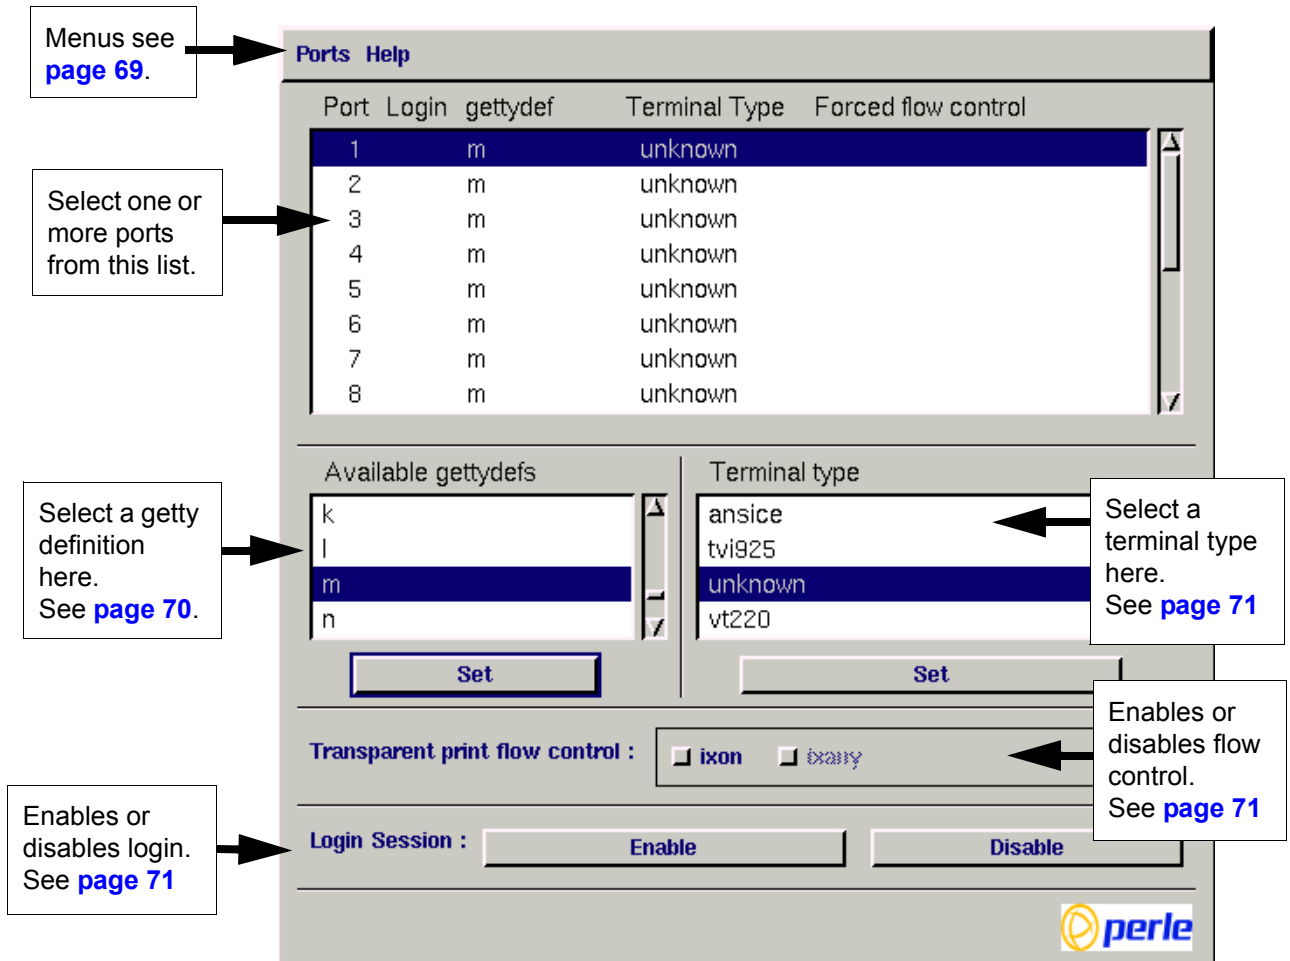 Menus see
page 69.
Ports Help
Port Login gettydef Terminal Type Forced flow control
1 m unknown
2 m unknown
3 m unknown
4 m unknown
5 m unknown
6 m unknown
7 m unknown
8 m unknown
Select one or
more ports
from this list.
Available gettydefs
k
l
m
n
Set
Select a getty
definition
here.
See page 70.
Terminal type
ansice
tvi925
unknown
vt220
Set
Select a
terminal type
here.
See page 71
Transparent print flow control : ixon ixany
Enables or
disables flow
control.
See page 71
Login Session : Enable Disable
Enables or
disables login.
See page 71
perle